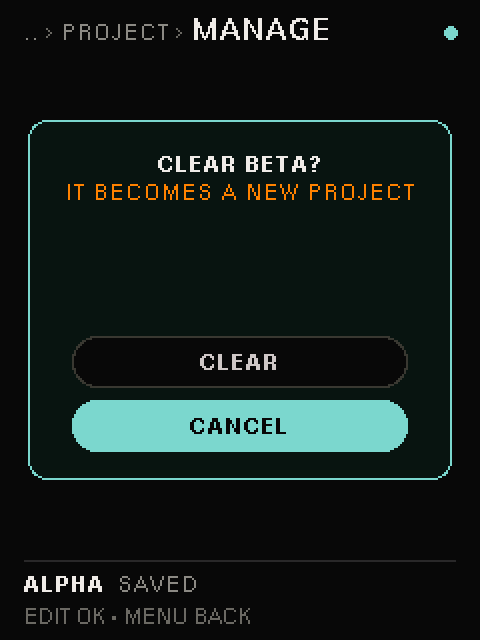 ..› PROJECT› MANAGE
CLEAR BETA?
IT BECOMES A NEW PROJECT
CLEAR
CANCEL
ALPHA SAVED
EDIT OK • MENU BACK